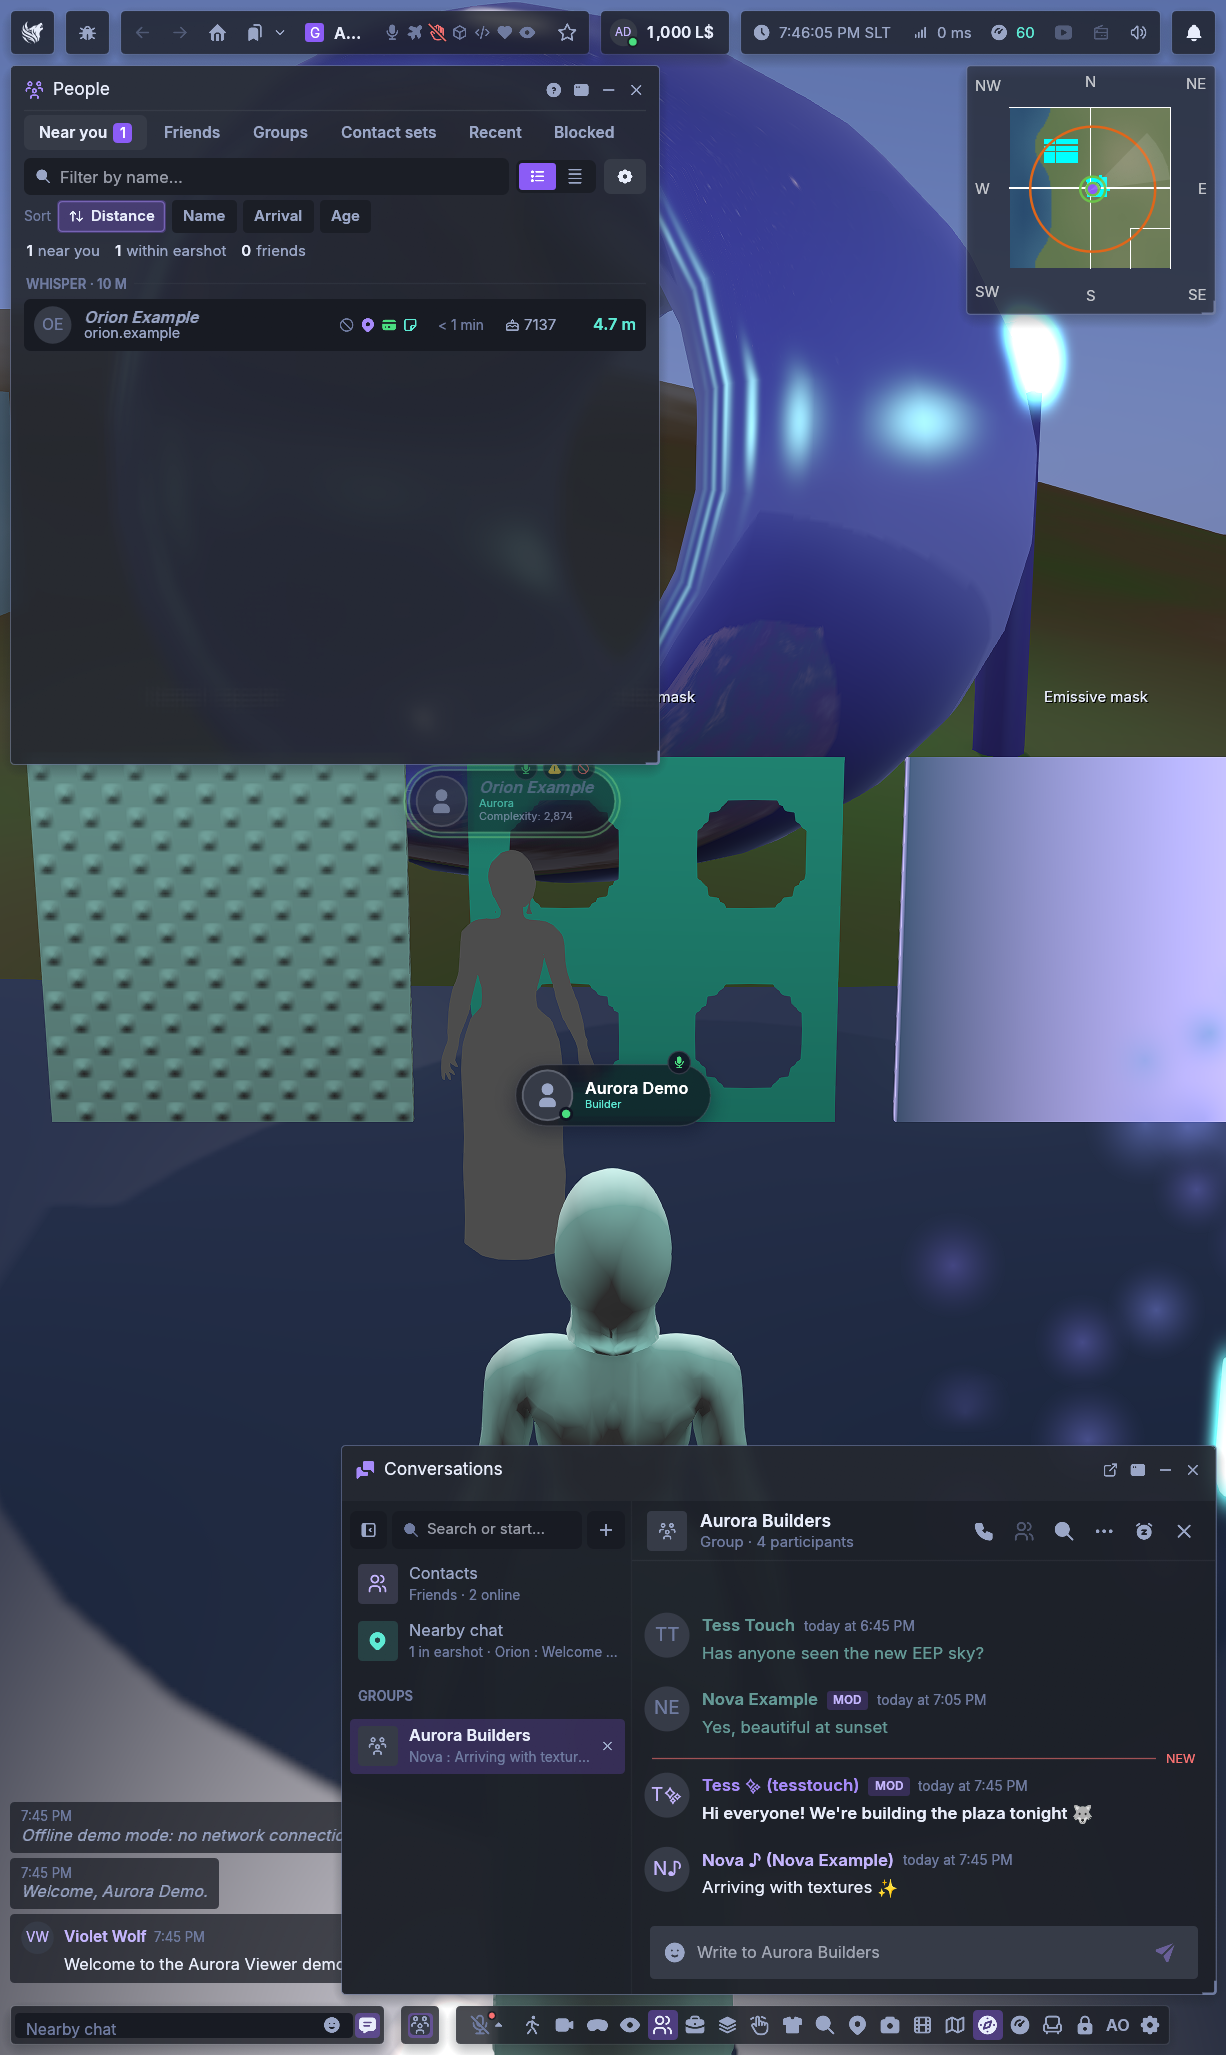 G A...
AD 1,000 L$
7:46:05 PM SLT
0 ms
60
People
Near you 1
Friends
Groups
Contact sets
Recent
Blocked
Filter by name...
Sort
Distance
Name
Arrival
Age
1 near you 1 within earshot 0 friends
WHISPER · 10 M
OE
Orion Example
orion.example
< 1 min
7137
4.7 m
NW N NE
W E
SW S SE
mask
Emissive mask
Orion Example
Aurora
Complexity: 2,874
Aurora Demo
Builder
Conversations
Search or start...
Contacts
Friends · 2 online
Nearby chat
1 in earshot · Orion : Welcome ...
GROUPS
Aurora Builders
Nova : Arriving with textur...
Aurora Builders
Group · 4 participants
TT
Tess Touch today at 6:45 PM
Has anyone seen the new EEP sky?
NE
Nova Example MOD today at 7:05 PM
Yes, beautiful at sunset
NEW
T✨
Tess ✨ (tesstouch) MOD today at 7:45 PM
Hi everyone! We're building the plaza tonight 🐺
N♪
Nova ♪ (Nova Example) today at 7:45 PM
Arriving with textures ✨
Write to Aurora Builders
7:45 PM
Offline demo mode: no network connectic
7:45 PM
Welcome, Aurora Demo.
VW
Violet Wolf 7:45 PM
Welcome to the Aurora Viewer demo
Nearby chat
AO